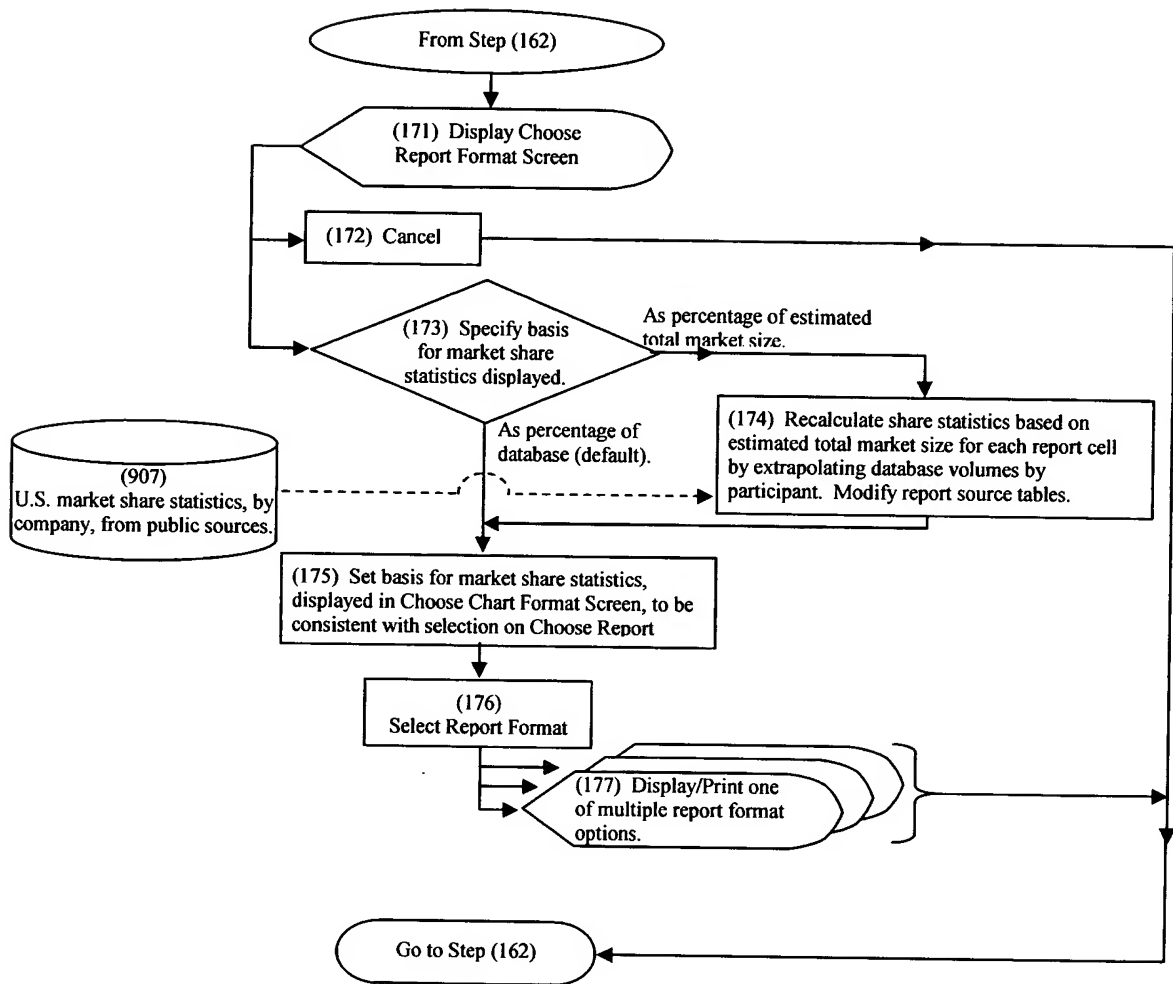 From Step (162)
(171) Display Choose
Report Format Screen
(172) Cancel
(173) Specify basis
for market share
statistics displayed.
As percentage of estimated
total market size.
As percentage of
database (default).
(174) Recalculate share statistics based on
estimated total market size for each report cell
by extrapolating database volumes by
participant. Modify report source tables.
(907)
U.S. market share statistics, by
company, from public sources.
(175) Set basis for market share statistics,
displayed in Choose Chart Format Screen, to be
consistent with selection on Choose Report
(176)
Select Report Format
(177) Display/Print one
of multiple report format
options.
Go to Step (162)